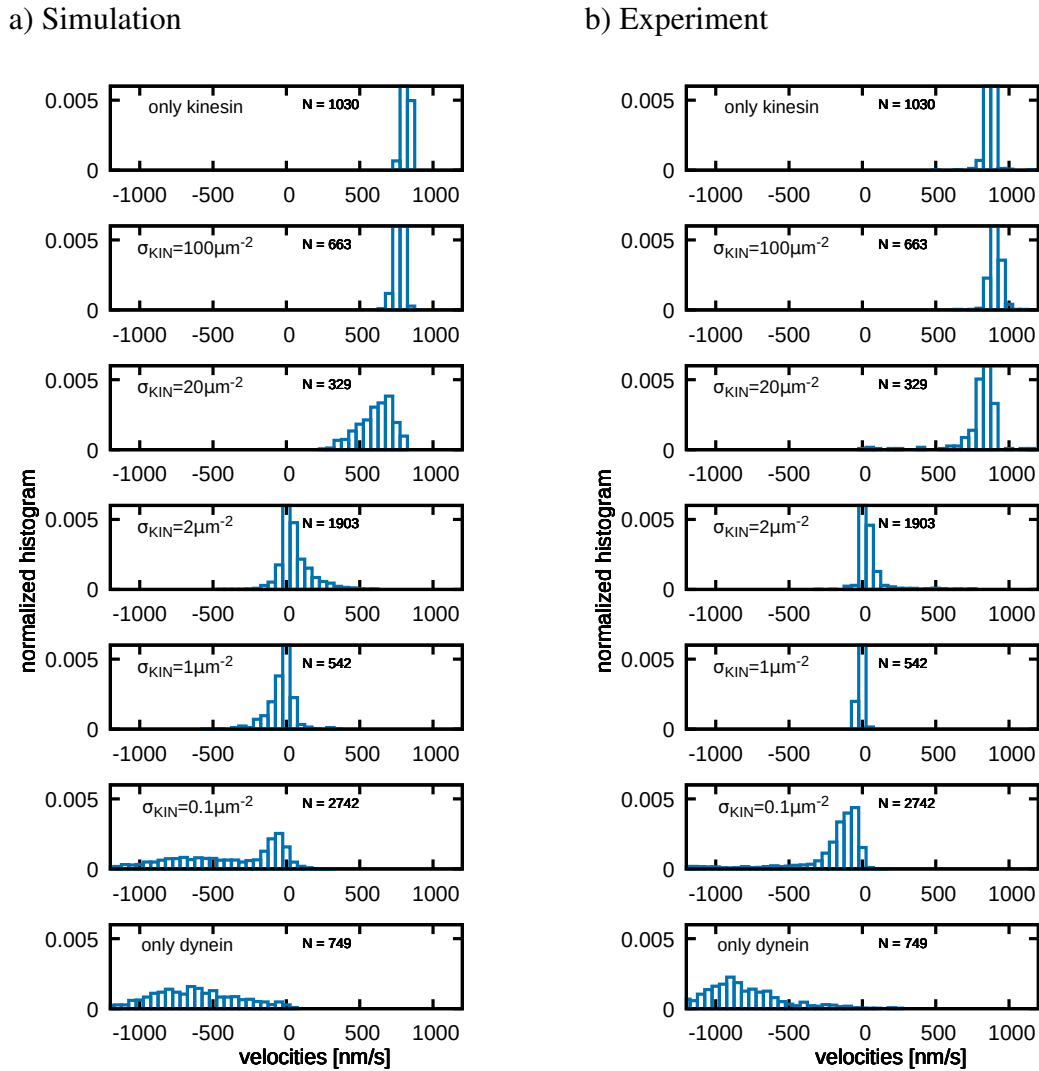 a) Simulation
b) Experiment
normalized histogram
0.005
only kinesin
N = 1030
0
-1000 -500 0 500 1000
0.005
σKIN=100μm-2
N = 663
0
-1000 -500 0 500 1000
0.005
σKIN=20μm-2
N = 329
0
-1000 -500 0 500 1000
0.005
σKIN=2μm-2
N = 1903
0
-1000 -500 0 500 1000
0.005
σKIN=1μm-2
N = 542
0
-1000 -500 0 500 1000
0.005
σKIN=0.1μm-2
N = 2742
0
-1000 -500 0 500 1000
0.005
only dynein
N = 749
0
-1000 -500 0 500 1000
velocities [nm/s]
normalized histogram
0.005
only kinesin
N = 1030
0
-1000 -500 0 500 1000
0.005
σKIN=100μm-2
N = 663
0
-1000 -500 0 500 1000
0.005
σKIN=20μm-2
N = 329
0
-1000 -500 0 500 1000
0.005
σKIN=2μm-2
N = 1903
0
-1000 -500 0 500 1000
0.005
σKIN=1μm-2
N = 542
0
-1000 -500 0 500 1000
0.005
σKIN=0.1μm-2
N = 2742
0
-1000 -500 0 500 1000
0.005
only dynein
N = 749
0
-1000 -500 0 500 1000
velocities [nm/s]